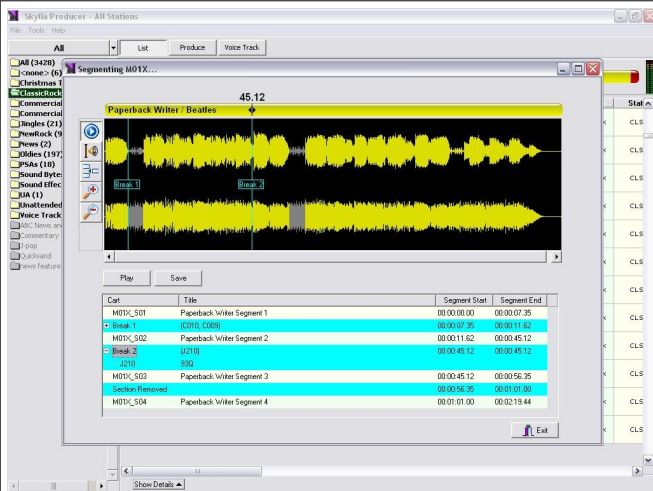 Skylla Producer - All Stations
File Tools Help
All List Produce Voice Track
All (3428)
<none> (6)
Christmas T
ClassicRock
Commercial
Commercial
Jingles (21)
NewRock (9
News (2)
Oldies (197)
PSAs (18)
Sound Byte
Sound Effec
UA (1)
Unattended
Voice Track
ABC News an
Commentary
J-pop
Quicksand
news feature
Segmenting M01X...
45.12
Paperback Writer / Beatles
Break 1 Break 2
Play Save
Cart Title Segment Start Segment End
M01X_S01 Paperback Writer Segment 1 00:00:00.00 00:00:07.35
Break 1 (C010, C009) 00:00:07.35 00:00:11.62
M01X_S02 Paperback Writer Segment 2 00:00:11.62 00:00:45.12
Break 2 (J210) 00:00:45.12 00:00:45.12
J210 93Q
M01X_S03 Paperback Writer Segment 3 00:00:45.12 00:00:56.35
Section Removed 00:00:56.35 00:01:01.00
M01X_S04 Paperback Writer Segment 4 00:01:01.00 00:02:19.44
Exit
Stat
CLS
CLS
CLS
CLS
CLS
CLS
CLS
CLS
Show Details